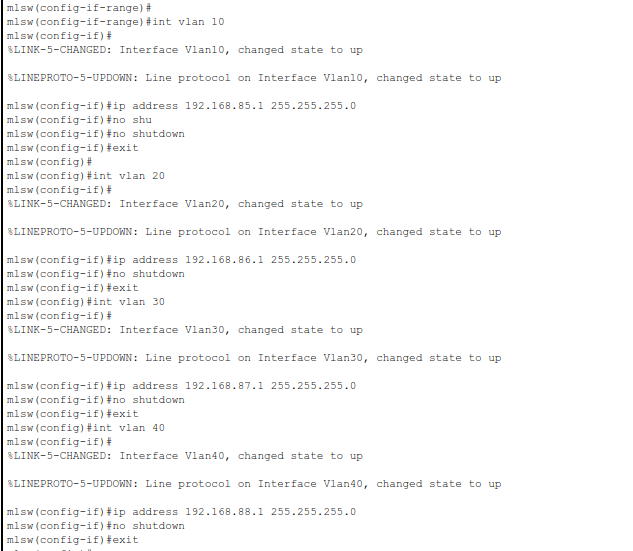 mlsw(config-if-range)#
mlsw(config-if-range)#int vlan 10
mlsw(config-if)#
%LINK-5-CHANGED: Interface Vlan10, changed state to up
%LINEPROTO-5-UPDOWN: Line protocol on Interface Vlan10, changed state to up
mlsw(config-if)#ip address 192.168.85.1 255.255.255.0
mlsw(config-if)#no shu
mlsw(config-if)#no shutdown
mlsw(config-if)#exit
mlsw(config)#
mlsw(config)#int vlan 20
mlsw(config-if)#
%LINK-5-CHANGED: Interface Vlan20, changed state to up
%LINEPROTO-5-UPDOWN: Line protocol on Interface Vlan20, changed state to up
mlsw(config-if)#ip address 192.168.86.1 255.255.255.0
mlsw(config-if)#no shutdown
mlsw(config-if)#exit
mlsw(config)#int vlan 30
mlsw(config-if)#
%LINK-5-CHANGED: Interface Vlan30, changed state to up
%LINEPROTO-5-UPDOWN: Line protocol on Interface Vlan30, changed state to up
mlsw(config-if)#ip address 192.168.87.1 255.255.255.0
mlsw(config-if)#no shutdown
mlsw(config-if)#exit
mlsw(config)#int vlan 40
mlsw(config-if)#
%LINK-5-CHANGED: Interface Vlan40, changed state to up
%LINEPROTO-5-UPDOWN: Line protocol on Interface Vlan40, changed state to up
mlsw(config-if)#ip address 192.168.88.1 255.255.255.0
mlsw(config-if)#no shutdown
mlsw(config-if)#exit